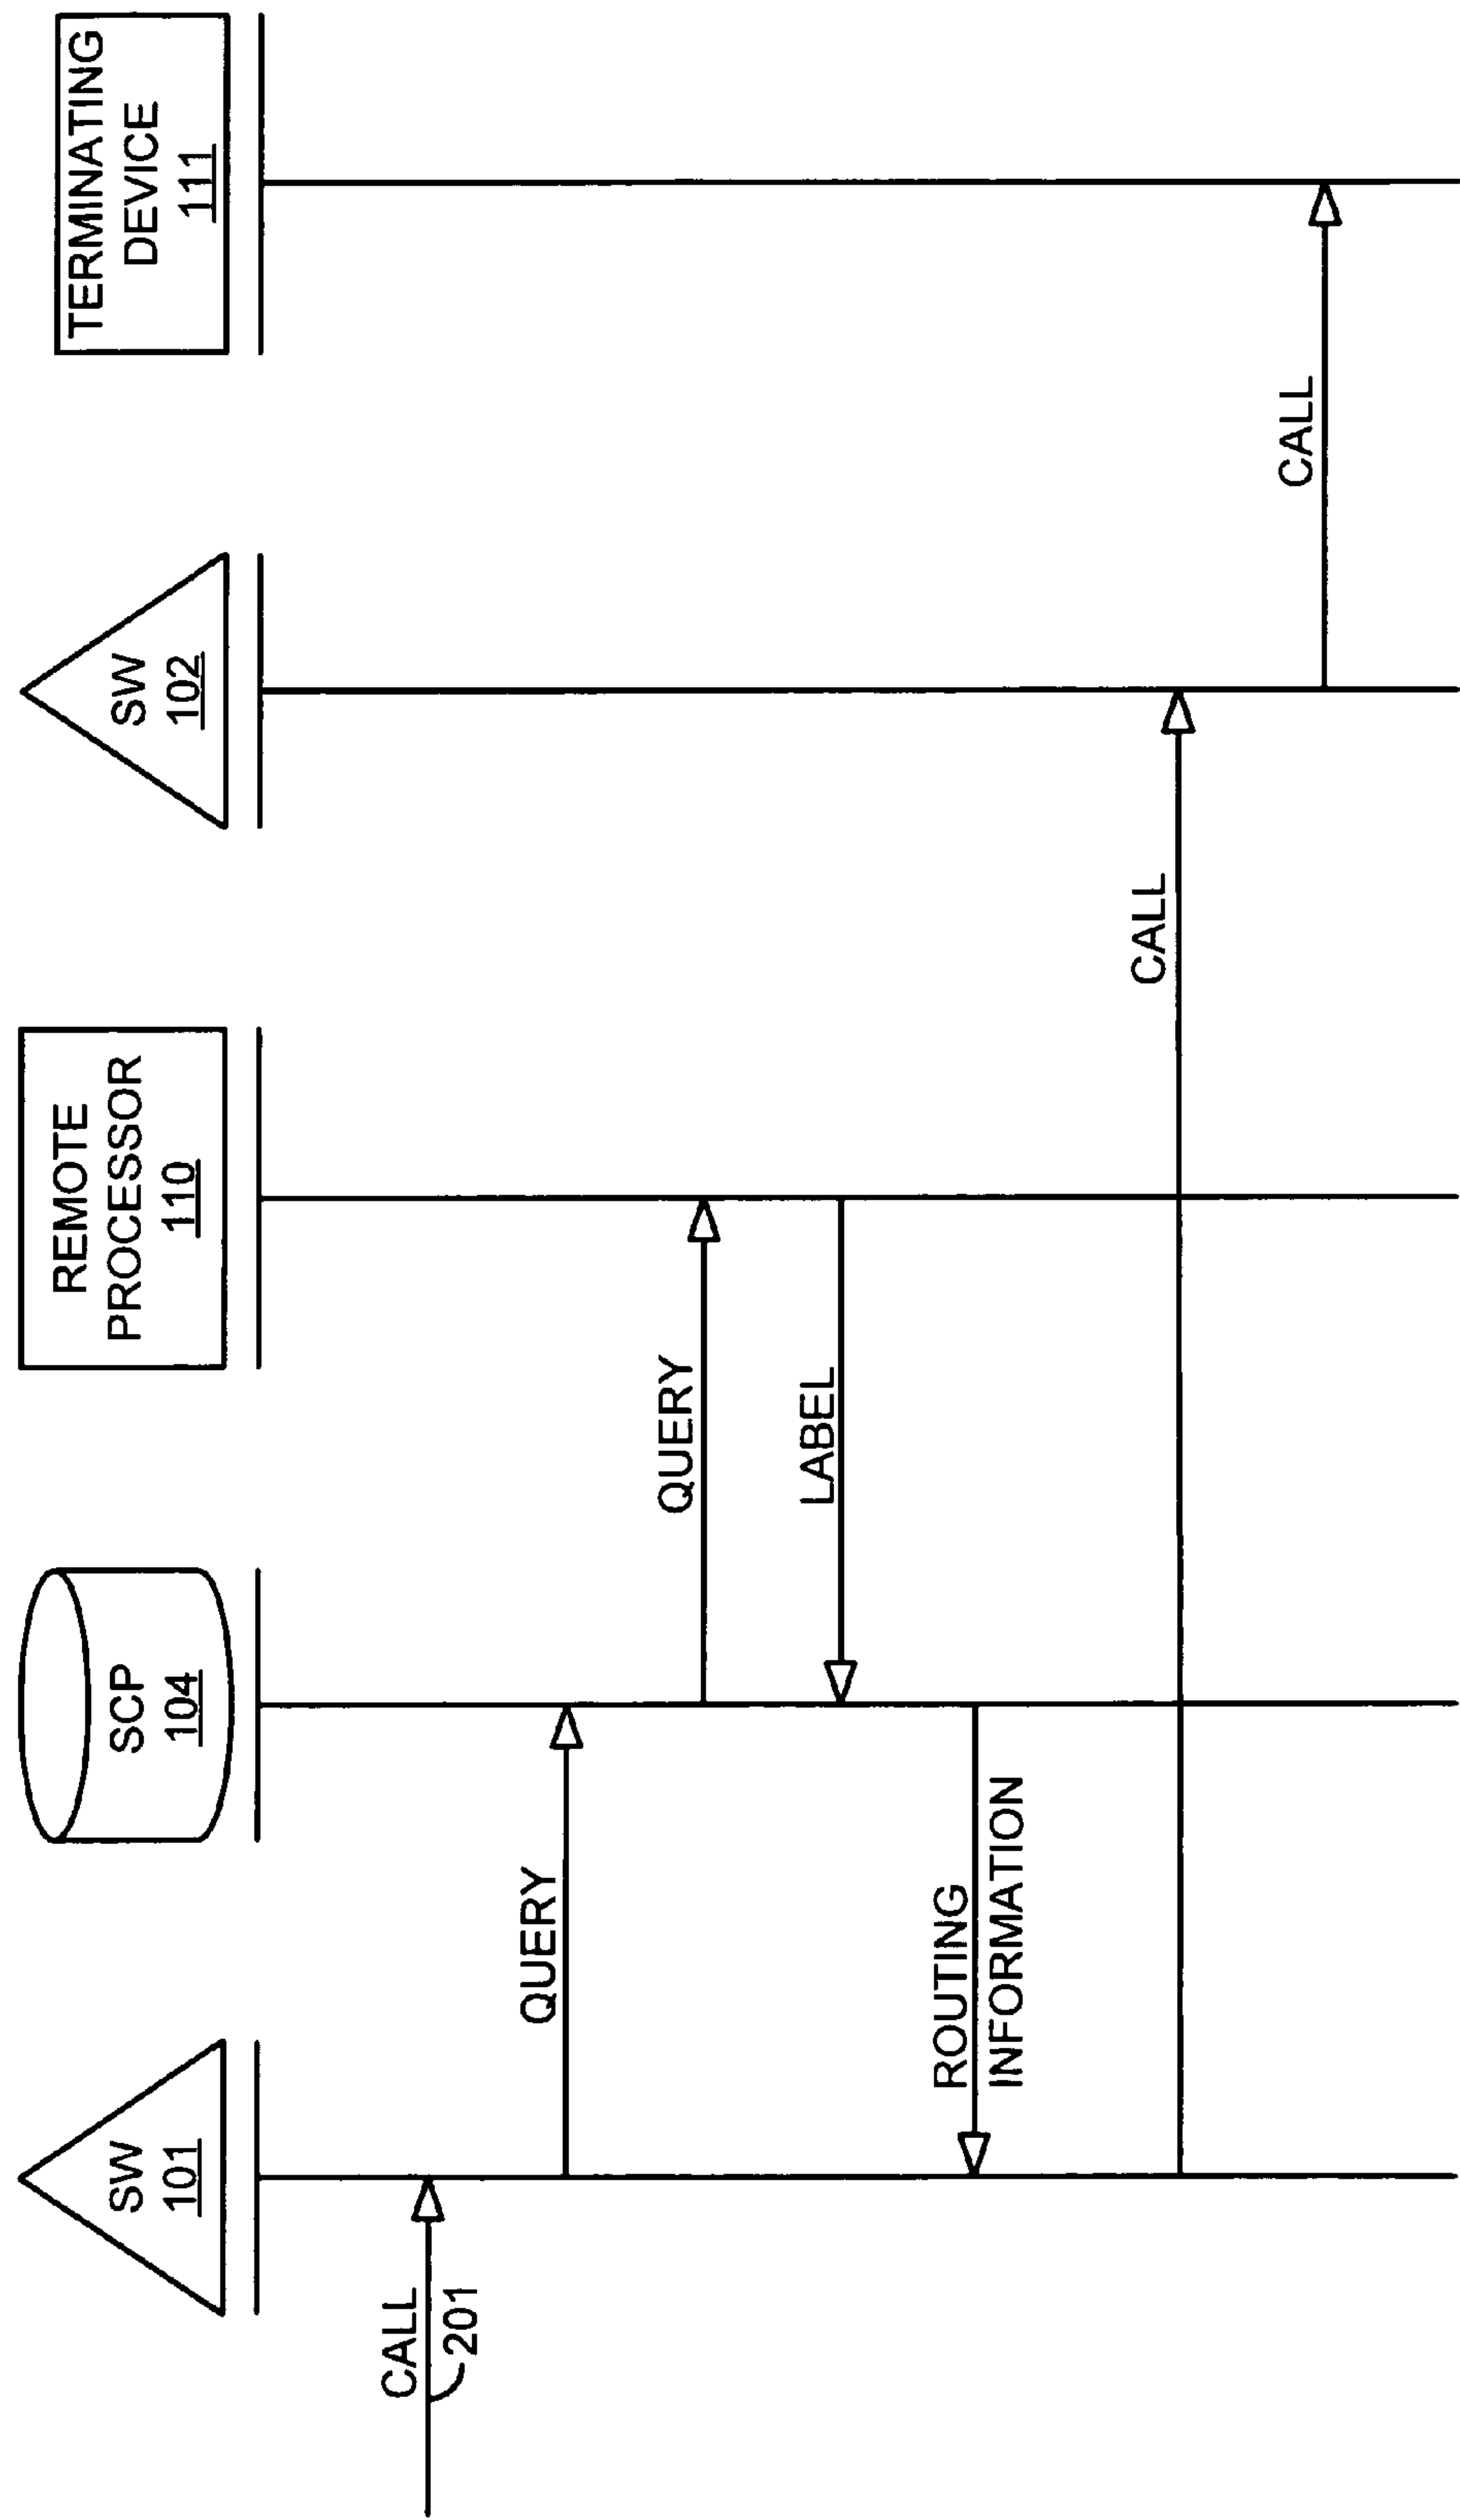 SW
101
SCP
104
REMOTE
PROCESSOR
110
SW
102
TERMINATING
DEVICE
111
CALL
201
QUERY
QUERY
LABEL
ROUTING
INFORMATION
CALL
CALL